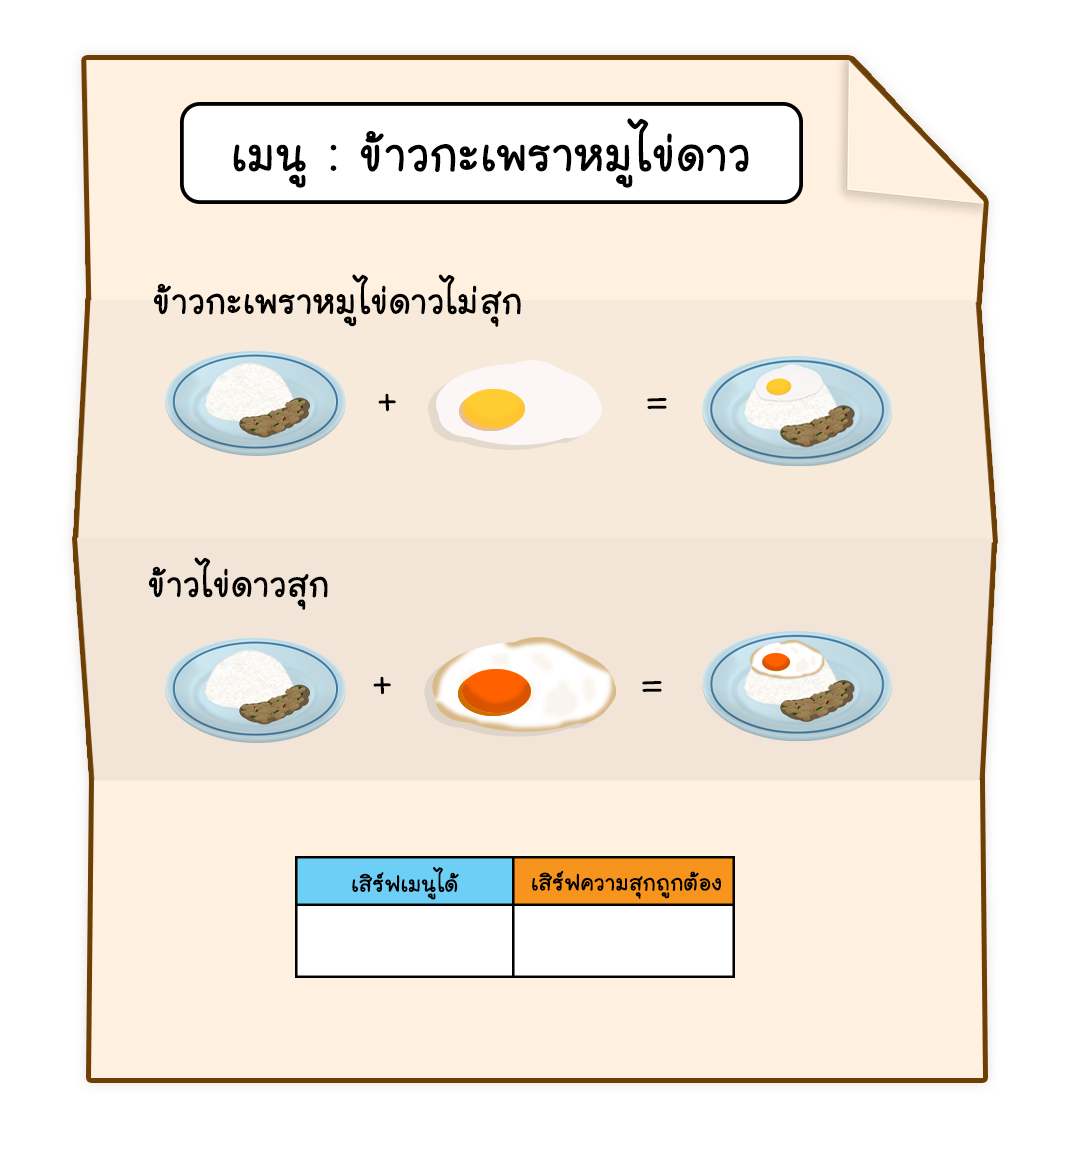 เมนู : ข้าวกะเพราหมูไข่ดาว
ข้าวกะเพราหมูไข่ดาวไม่สุก
+ =
ข้าวไข่ดาวสุก
+ =
เสิร์ฟเมนูได้ เสิร์ฟความสุกถูกต้อง